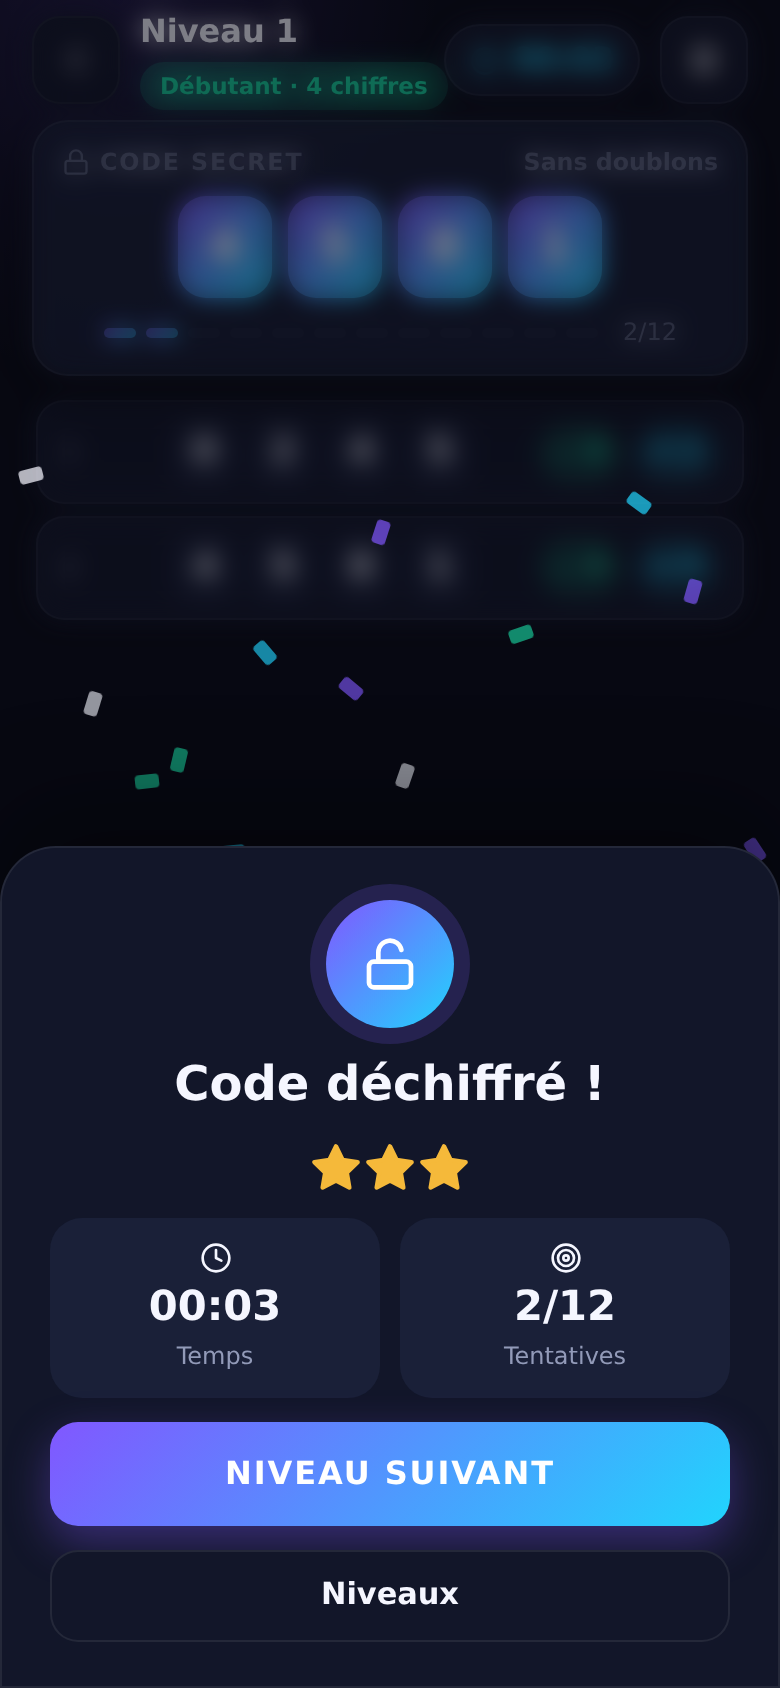 Niveau 1
Débutant · 4 chiffres
CODE SECRET
Sans doublons
2/12
Code déchiffré !
00:03
Temps
2/12
Tentatives
NIVEAU SUIVANT
Niveaux